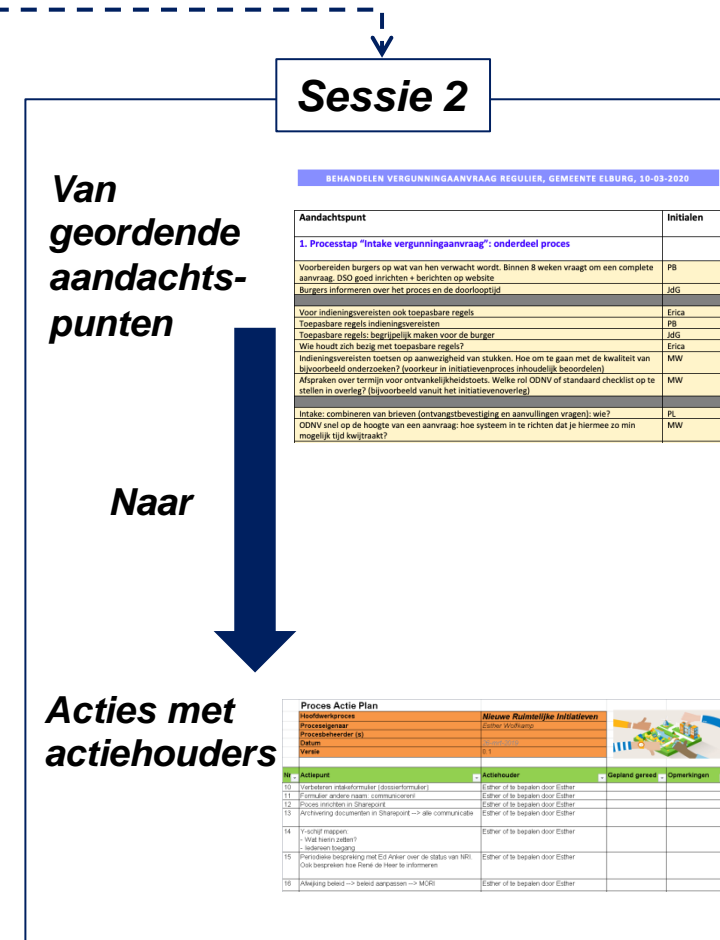 Sessie 2
Van
geordende
aandachts-
punten
BEHANDELEN VERGUNNINGAANVRAAG REGULIER, GEMEENTE ELBURG, 10-03-2020
Aandachtspunt Initialen
1. Processtap “Intake vergunningaanvraag”: onderdeel proces
Voorbereiden burgers op wat van hen verwacht wordt. Binnen 8 weken vraagt om een complete PB
aanvraag. DSO goed inrichten + berichten op website
Burgers informeren over het proces en de doorlooptijd JdG
Voor indieningsvereisten ook toepasbare regels Erica
Toepasbare regels indieningsvereisten PB
Toepasbare regels: begrijpelijk maken voor de burger JdG
Wie houdt zich bezig met toepasbare regels? Erica
Indieningsvereisten toetsen op aanwezigheid van stukken. Hoe om te gaan met de kwaliteit van MW
bijvoorbeeld onderzoeken? (voorkeur in initiatievenproces inhoudelijk beoordelen)
Afspraken over termijn voor ontvankelijkheidstoets. Welke rol ODNV of standaard checklist op te MW
stellen in overleg? (bijvoorbeeld vanuit het initiatievenoverleg)
Intake: combineren van brieven (ontvangstbevestiging en aanvullingen vragen): wie? PL
ODNV snel op de hoogte van een aanvraag: hoe systeem in te richten dat je hiermee zo min MW
mogelijk tijd kwijtraakt?
Naar
Acties met
actiehouders
Proces Actie Plan
Hoofdwerkproces Nieuwe Ruimtelijke Initiatieven
Proceseigenaar Esther Wolfkamp
Procesbeheerder (s)
Datum
Versie 0.1
Nr Actiepunt Actiehouder Gepland gereed Opmerkingen
10 Verbeteren intakeformulier (dossierformulier) Esther of te bepalen door Esther
11 Formulier andere naam: communiceren! Esther of te bepalen door Esther
12 Poces inrichten in Sharepoint Esther of te bepalen door Esther
13 Archivering documenten in Sharepoint --> alle communicatie Esther of te bepalen door Esther
14 Y-schijf mappen: Esther of te bepalen door Esther
- Wat hierin zetten?
- Iedereen toegang
15 Periodieke bespreking met Ed Anker over de status van NRI. Esther of te bepalen door Esther
Ook bespreken hoe René de Heer te informeren
16 Afwijking beleid --> beleid aanpassen --> MORI Esther of te bepalen door Esther